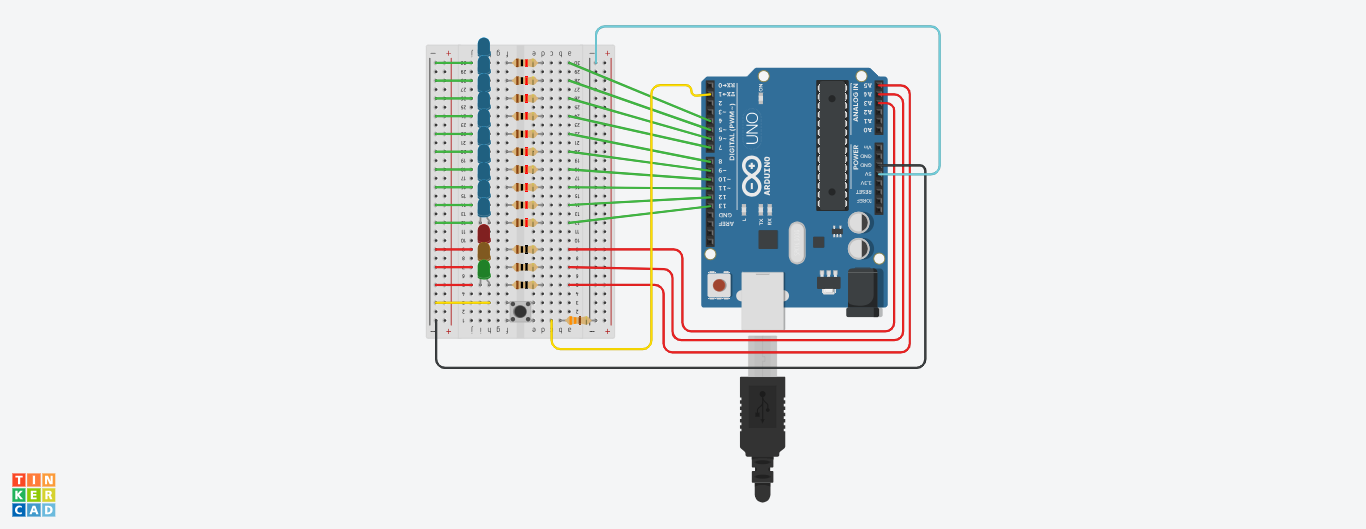 j i h g f e d c b a
RX←0
TX→1
2
3~
4
5~
6~
7
8
9~
10~
11~
12
13
GND
AREF
DIGITAL (PWM~)
UNO
ARDUINO
ON
L
TX
RX
ANALOG IN
A5
A4
A3
A2
A1
A0
POWER
Vin
GND
GND
5V
3.3V
RESET
IOREF
TIN
KER
CAD